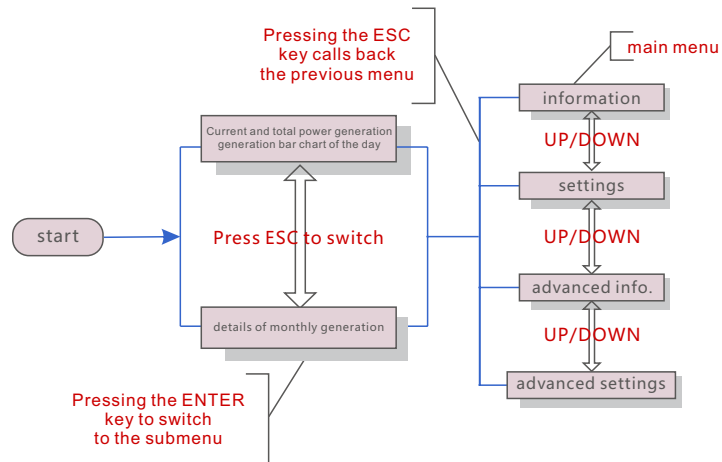 Pressing the ESC
key calls back
the previous menu
main menu
information
Current and total power generation
generation bar chart of the day
UP/DOWN
settings
start
Press ESC to switch
UP/DOWN
advanced info.
details of monthly generation
UP/DOWN
advanced settings
Pressing the ENTER
key to switch
to the submenu